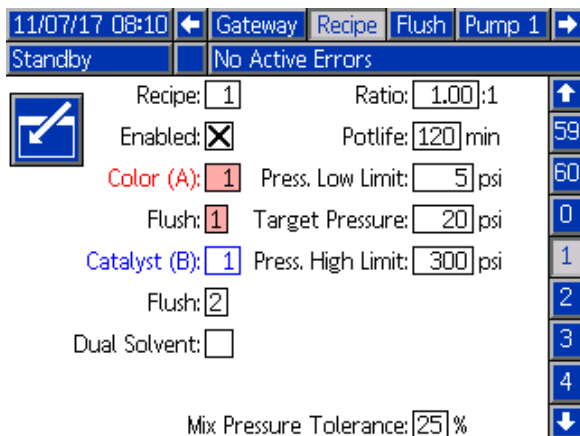 11/07/17 08:10 Gateway Recipe Flush Pump 1
Standby No Active Errors
Recipe: 1 Ratio: 1.00:1
Enabled: Potlife: 120 min 59
Color (A): 1 Press. Low Limit: 5 psi 60
Flush: 1 Target Pressure: 20 psi 0
Catalyst (B): 1 Press. High Limit: 300 psi 1
Flush: 2 2
Dual Solvent: 3
4
Mix Pressure Tolerance: 25 %